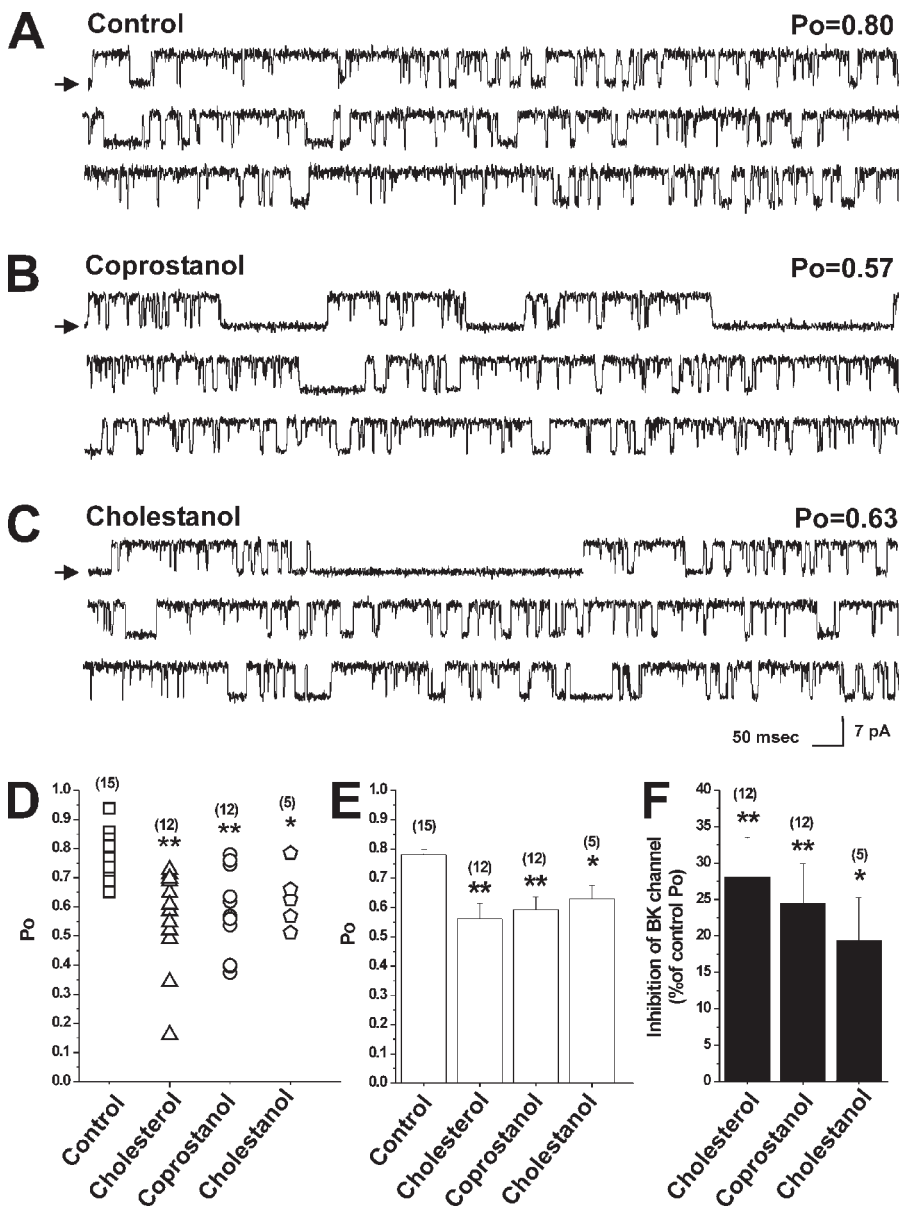 A Control Po=0.80
B Coprostanol Po=0.57
C Cholestanol Po=0.63
50 msec 7 pA
D
1.0
0.9
0.8
0.7
0.6
0.5
0.4
0.3
0.2
0.1
0.0
Po
(15)
(12)
**
(12)
**
(5)
*
Control
Cholesterol
Coprostanol
Cholestanol
E
1.0
0.9
0.8
0.7
0.6
0.5
0.4
0.3
0.2
0.1
0.0
Po
(15)
(12)
**
(12)
**
(5)
*
Control
Cholesterol
Coprostanol
Cholestanol
F
40
35
30
25
20
15
10
5
0
Inhibition of BK channel
(%of control Po)
(12)
**
(12)
**
(5)
*
Cholesterol
Coprostanol
Cholestanol